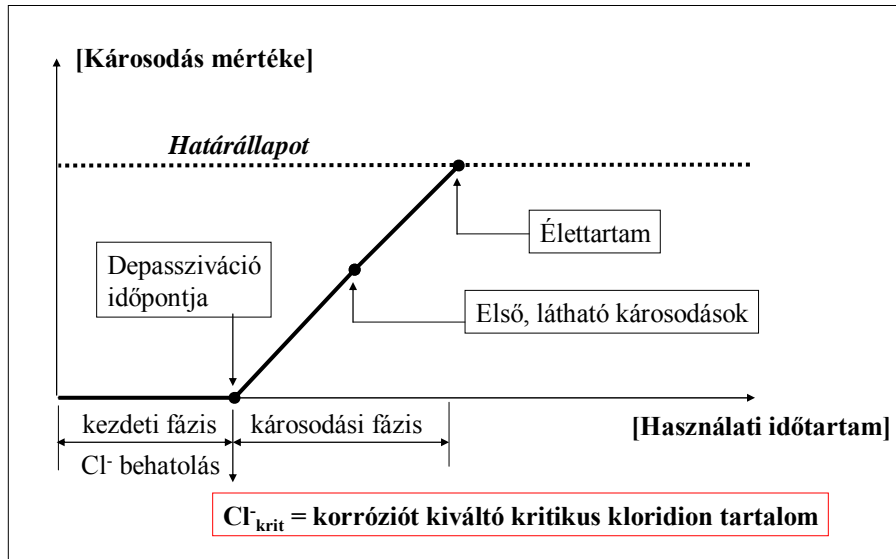 [Károsodás mértéke]
Határállapot
Élettartam
Depassziváció
időpontja
Első, látható károsodások
kezdeti fázis
károsodási fázis
[Használati időtartam]
Cl⁻ behatolás
Cl⁻krit = korróziót kiváltó kritikus kloridion tartalom